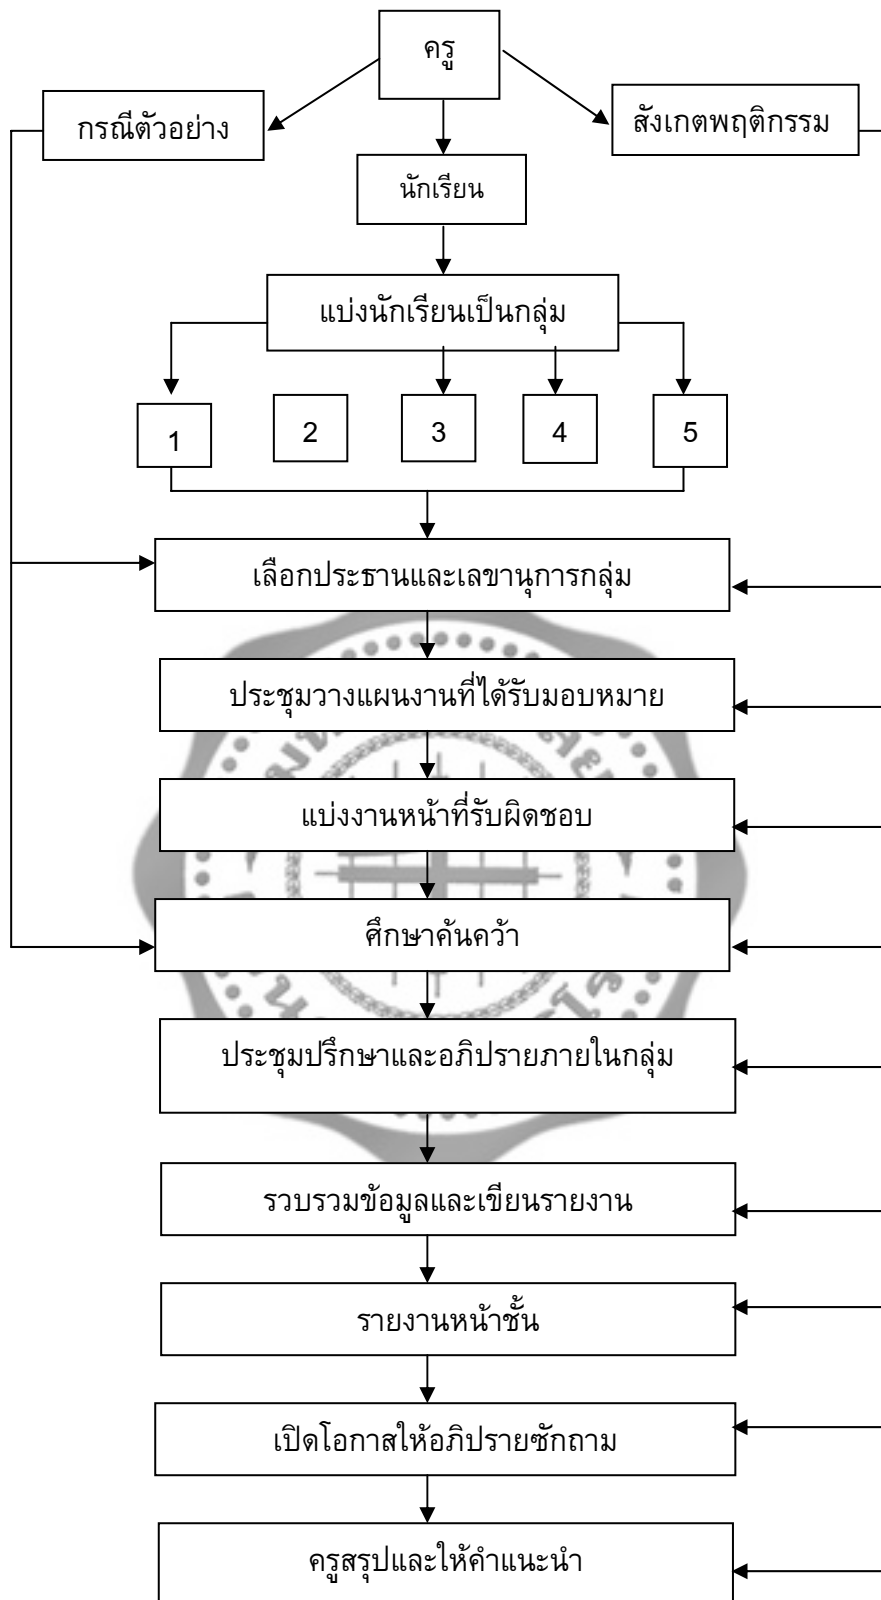 ครู
กรณีตัวอย่าง
สังเกตพฤติกรรม
นักเรียน
แบ่งนักเรียนเป็นกลุ่ม
1 2 3 4 5
เลือกประธานและเลขานุการกลุ่ม
ประชุมวางแผนงานที่ได้รับมอบหมาย
แบ่งงานหน้าที่รับผิดชอบ
ศึกษาค้นคว้า
ประชุมปรึกษาและอภิปรายภายในกลุ่ม
รวบรวมข้อมูลและเขียนรายงาน
รายงานหน้าชั้น
เปิดโอกาสให้อภิปรายซักถาม
ครูสรุปและให้คำแนะนำ